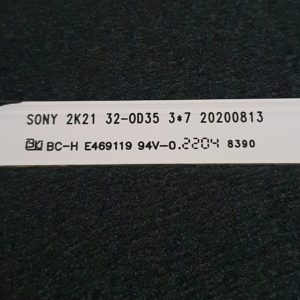 SONY 2K21 32-0D35 3*7 20200813
BC-H E469119 94V-0. 2204 8390